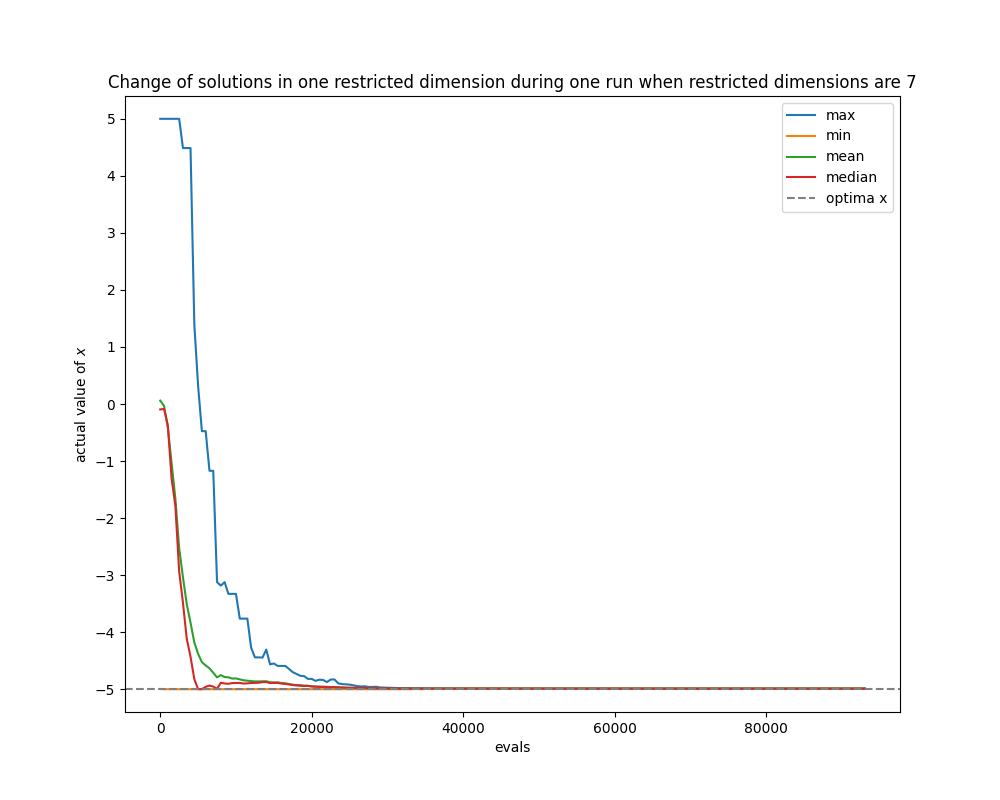 Change of solutions in one restricted dimension during one run when restricted dimensions are 7
max
min
mean
median
optima x
5
4
3
2
1
0
−1
−2
−3
−4
−5
actual value of x
0 20000 40000 60000 80000
evals